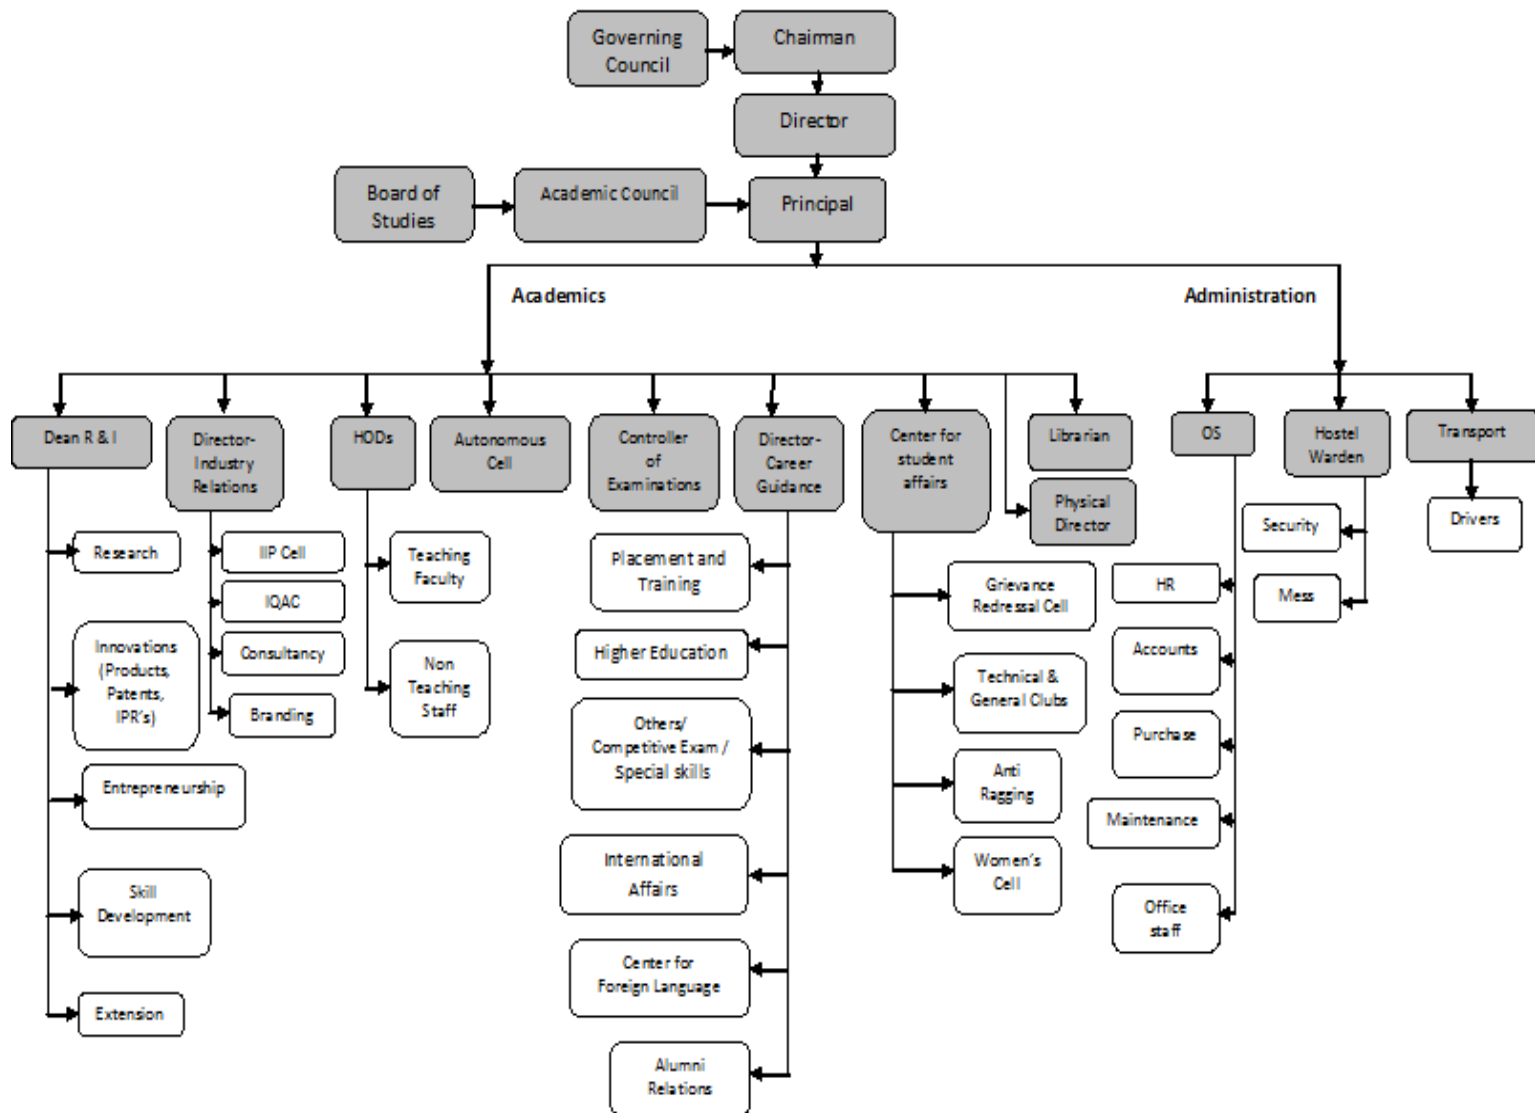 Governing
Council
Chairman
Director
Board of
Studies
Academic Council
Principal
Academics
Administration
Dean R & I
Director-
Industry
Relations
HODs
Autonomous
Cell
Controller
of
Examinations
Director-
Career
Guidance
Center for
student
affairs
Librarian
Physical
Director
OS
Hostel
Warden
Transport
Research
Innovations
(Products,
Patents,
IPR's)
Entrepreneurship
Skill
Development
Extension
IIP Cell
IQAC
Consultancy
Branding
Teaching
Faculty
Non
Teaching
Staff
Placement and
Training
Higher Education
Others/
Competitive Exam /
Special skills
International
Affairs
Center for
Foreign Language
Alumni
Relations
Grievance
Redressal Cell
Technical &
General Clubs
Anti
Ragging
Women's
Cell
HR
Accounts
Purchase
Maintenance
Office
staff
Security
Mess
Drivers